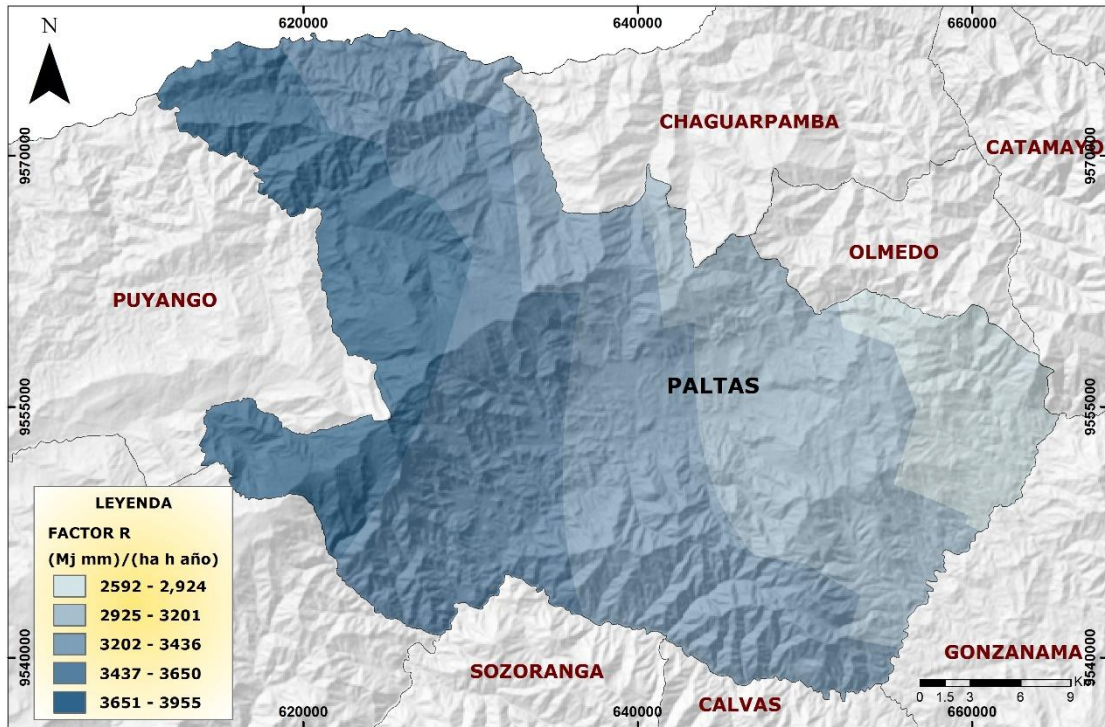 620000
640000
660000
N
CHAGUARPAMBA
CATAMAYO
9570000
9570000
OLMEDO
PUYANGO
PALTAS
9555000
9555000
LEYENDA
FACTOR R
(Mj mm)/(ha h año)
2592 - 2,924
2925 - 3201
3202 - 3436
3437 - 3650
3651 - 3955
9540000
9540000
SOZORANGA
GONZANAMA
CALVAS
0 1.5 3 6 9
620000
640000
660000